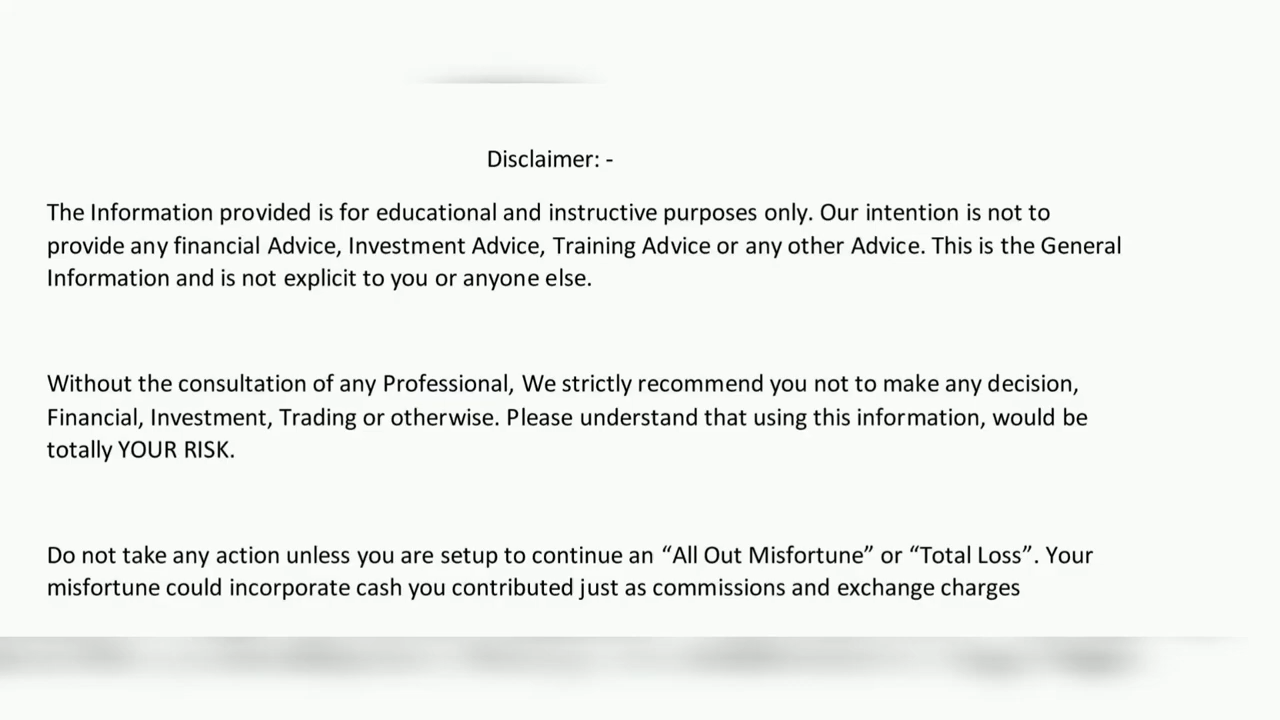 Disclaimer: -
The Information provided is for educational and instructive purposes only. Our intention is not to
provide any financial Advice, Investment Advice, Training Advice or any other Advice. This is the General
Information and is not explicit to you or anyone else.
Without the consultation of any Professional, We strictly recommend you not to make any decision,
Financial, Investment, Trading or otherwise. Please understand that using this information, would be
totally YOUR RISK.
Do not take any action unless you are setup to continue an “All Out Misfortune” or “Total Loss”. Your
misfortune could incorporate cash you contributed just as commissions and exchange charges